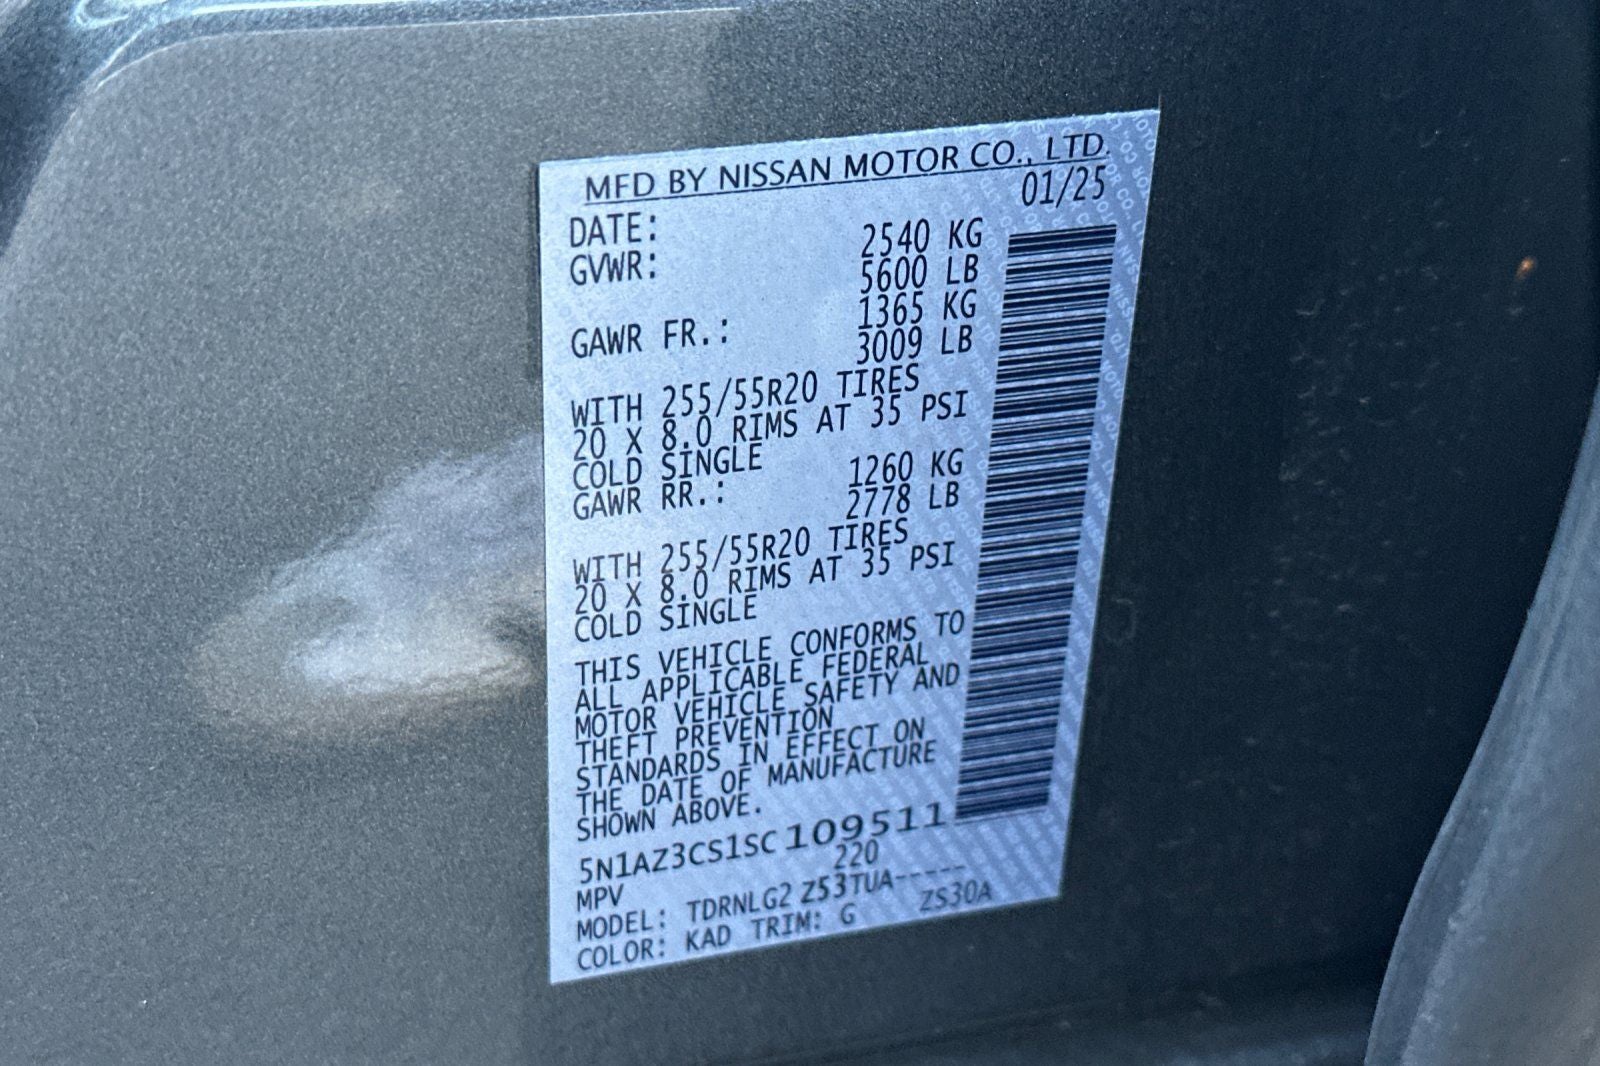 MFD BY NISSAN MOTOR CO., LTD.
DATE: 01/25
GVWR: 2540 KG
5600 LB
GAWR FR.: 1365 KG
3009 LB
WITH 255/55R20 TIRES
20 X 8.0 RIMS AT 35 PSI
COLD SINGLE
GAWR RR.: 1260 KG
2778 LB
WITH 255/55R20 TIRES
20 X 8.0 RIMS AT 35 PSI
COLD SINGLE
THIS VEHICLE CONFORMS TO
ALL APPLICABLE FEDERAL
MOTOR VEHICLE SAFETY AND
THEFT PREVENTION
STANDARDS IN EFFECT ON
THE DATE OF MANUFACTURE
SHOWN ABOVE.
5N1AZ3CS1SC109511
MPV 220
MODEL: TDRNLG2 Z53TUA-----
COLOR: KAD TRIM: G ZS30A